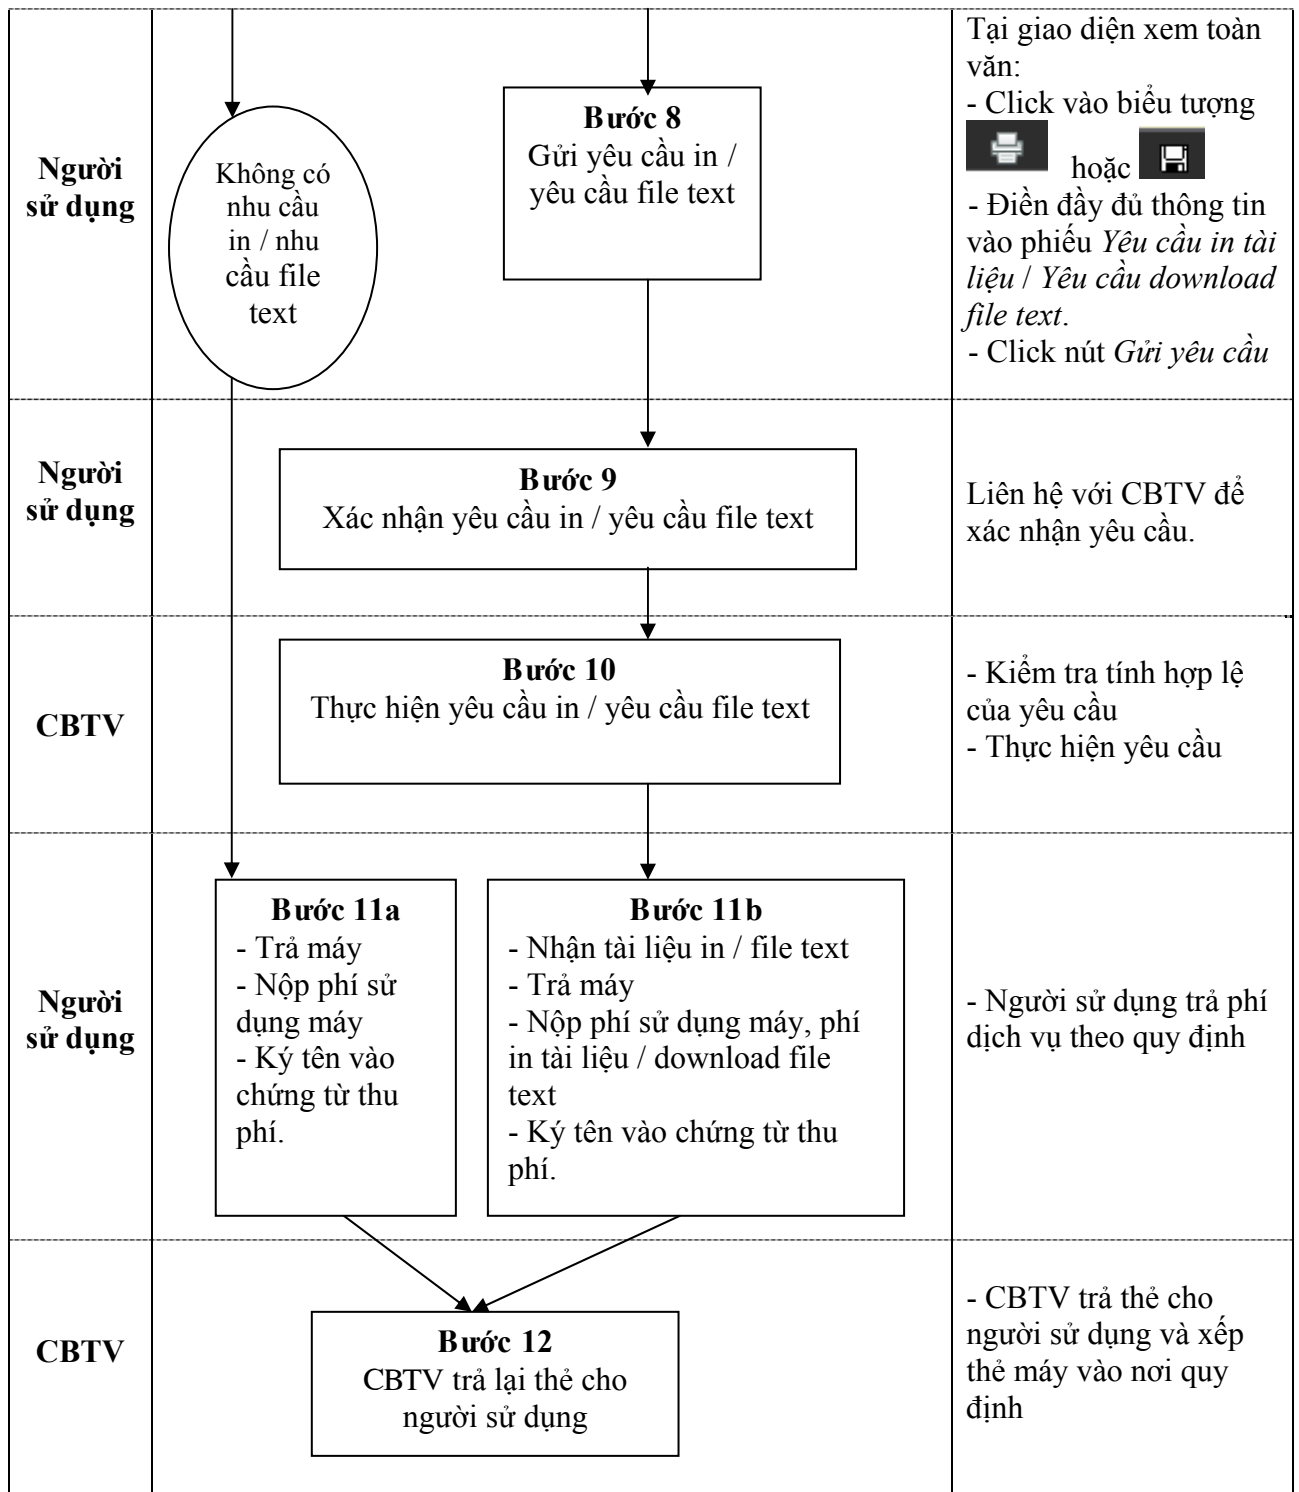 Người
sử dụng
Không có
nhu cầu
in / nhu
cầu file
text
Bước 8
Gửi yêu cầu in /
yêu cầu file text
Tại giao diện xem toàn
văn:
- Click vào biểu tượng
hoặc
- Điền đầy đủ thông tin
vào phiếu Yêu cầu in tài
liệu / Yêu cầu download
file text.
- Click nút Gửi yêu cầu
Người
sử dụng
Bước 9
Xác nhận yêu cầu in / yêu cầu file text
Liên hệ với CBTV để
xác nhận yêu cầu.
CBTV
Bước 10
Thực hiện yêu cầu in / yêu cầu file text
- Kiểm tra tính hợp lệ
của yêu cầu
- Thực hiện yêu cầu
Người
sử dụng
Bước 11a
- Trả máy
- Nộp phí sử
dụng máy
- Ký tên vào
chứng từ thu
phí.
Bước 11b
- Nhận tài liệu in / file text
- Trả máy
- Nộp phí sử dụng máy, phí
in tài liệu / download file
text
- Ký tên vào chứng từ thu
phí.
- Người sử dụng trả phí
dịch vụ theo quy định
CBTV
Bước 12
CBTV trả lại thẻ cho
người sử dụng
- CBTV trả thẻ cho
người sử dụng và xếp
thẻ máy vào nơi quy
định